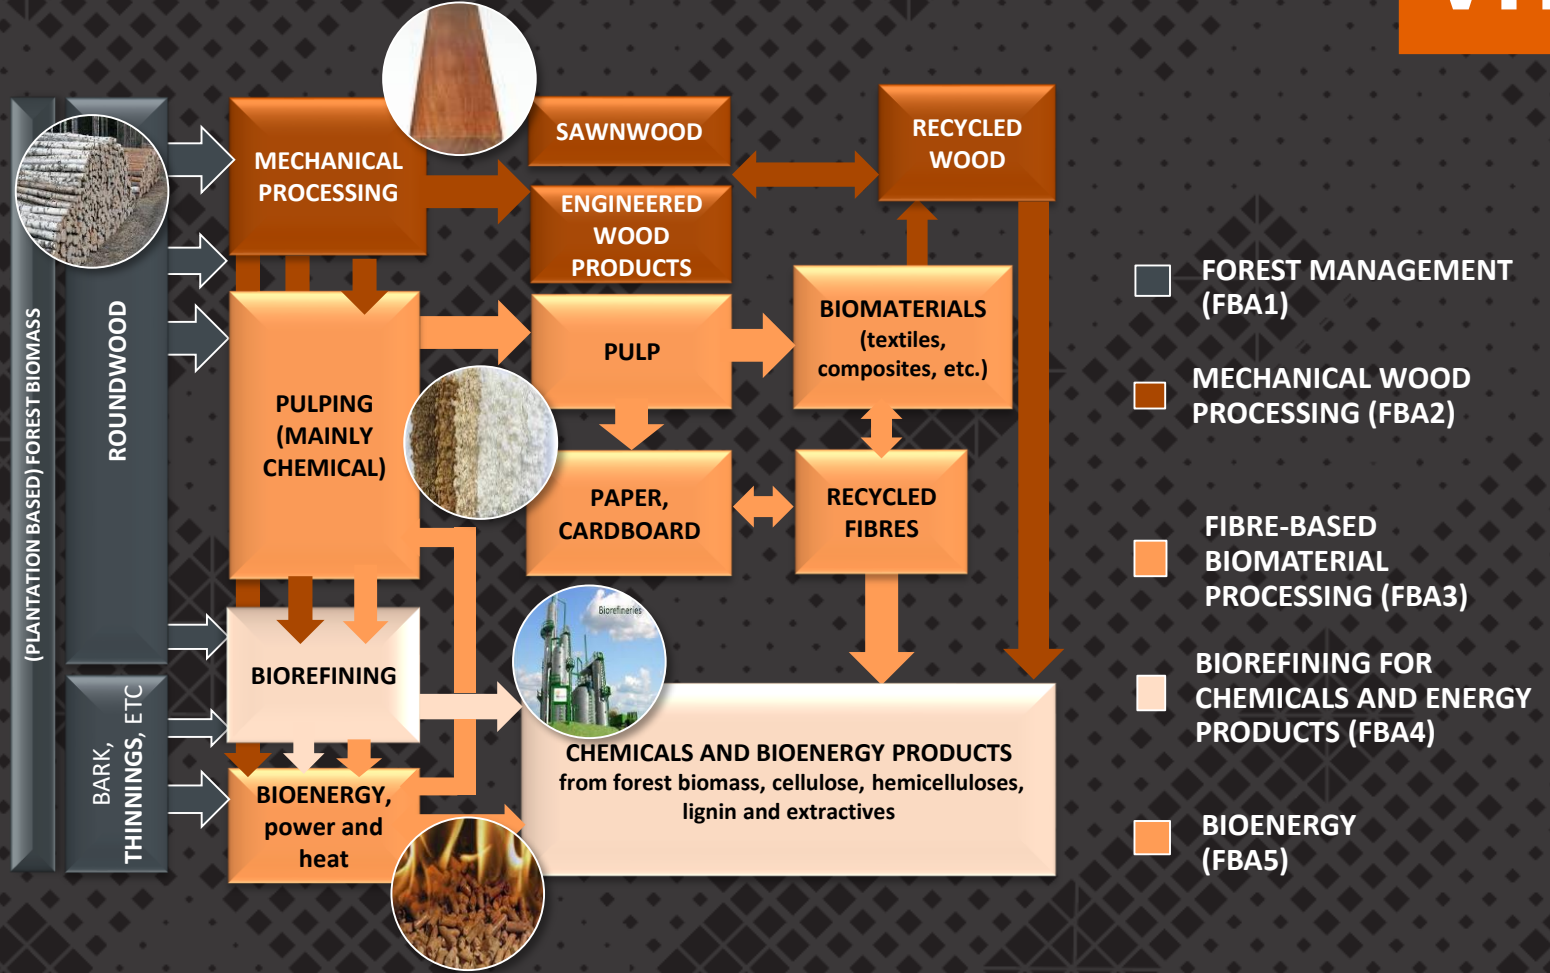 (PLANTATION BASED) FOREST BIOMASS
ROUNDWOOD
BARK,
THINNINGS, ETC
MECHANICAL
PROCESSING
PULPING
(MAINLY
CHEMICAL)
BIOREFINING
BIOENERGY,
power and
heat
SAWNWOOD
ENGINEERED
WOOD
PRODUCTS
PULP
PAPER,
CARDBOARD
RECYCLED
WOOD
BIOMATERIALS
(textiles,
composites, etc.)
RECYCLED
FIBRES
Biorefineries
CHEMICALS AND BIOENERGY PRODUCTS
from forest biomass, cellulose, hemicelluloses,
lignin and extractives
FOREST MANAGEMENT
(FBA1)
MECHANICAL WOOD
PROCESSING (FBA2)
FIBRE-BASED
BIOMATERIAL
PROCESSING (FBA3)
BIOREFINING FOR
CHEMICALS AND ENERGY
PRODUCTS (FBA4)
BIOENERGY
(FBA5)